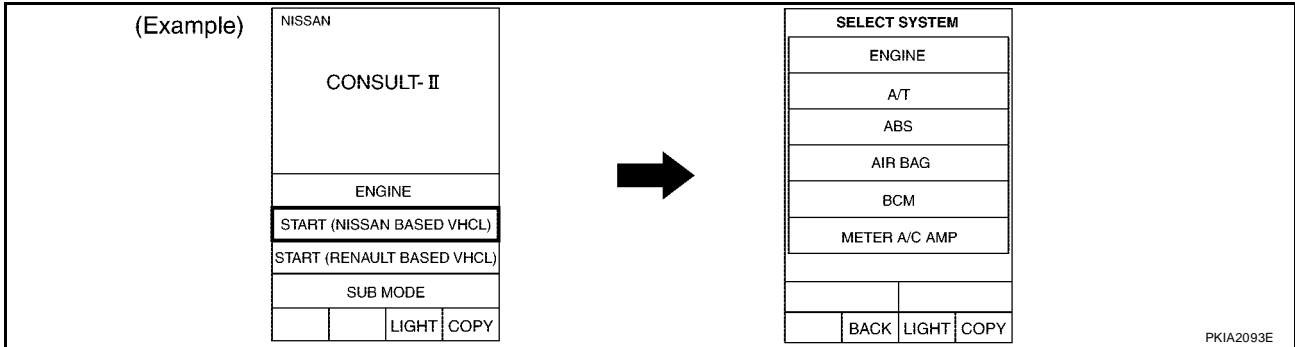 (Example)
NISSAN
CONSULT-Ⅱ
ENGINE
START (NISSAN BASED VHCL)
START (RENAULT BASED VHCL)
SUB MODE
LIGHT COPY
SELECT SYSTEM
ENGINE
A/T
ABS
AIR BAG
BCM
METER A/C AMP
BACK LIGHT COPY
PKIA2093E